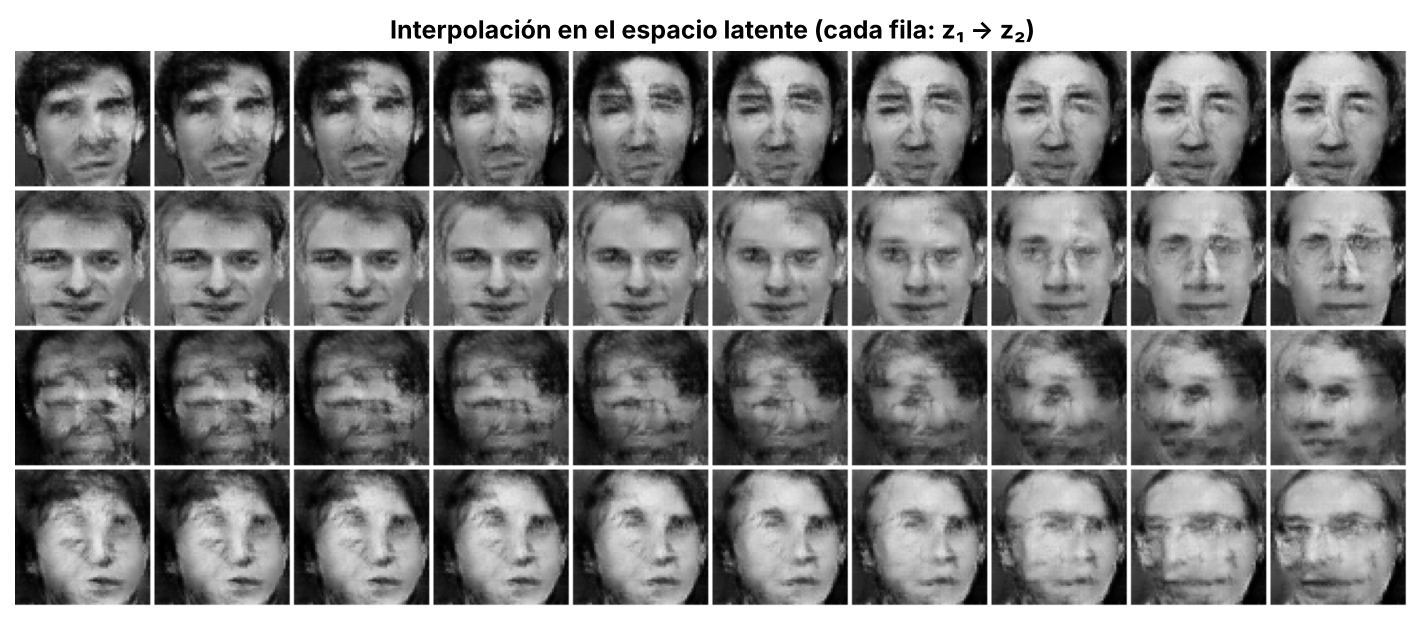 Interpolación en el espacio latente (cada fila: z₁ → z₂)